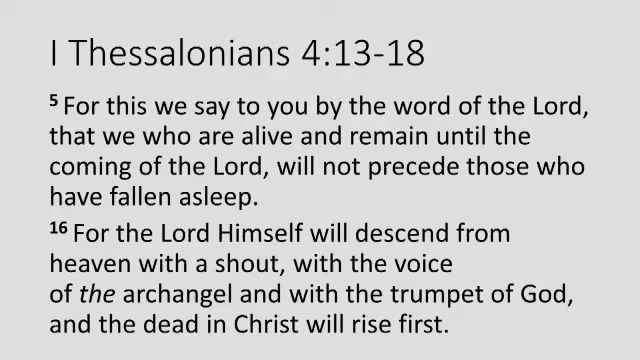 I Thessalonians 4:13-18
5 For this we say to you by the word of the Lord,
that we who are alive and remain until the
coming of the Lord, will not precede those who
have fallen asleep.
16 For the Lord Himself will descend from
heaven with a shout, with the voice
of the archangel and with the trumpet of God,
and the dead in Christ will rise first.